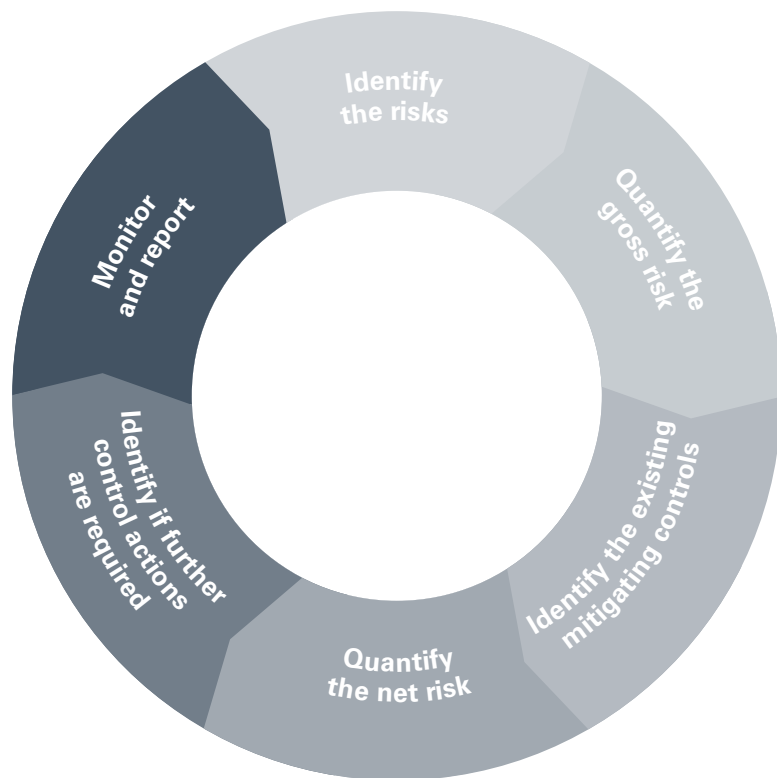 Identify
the risks
Quantify the
gross risk
Identify the existing
mitigating controls
Quantify
the net risk
Identify if further
control actions
are required
Monitor
and report